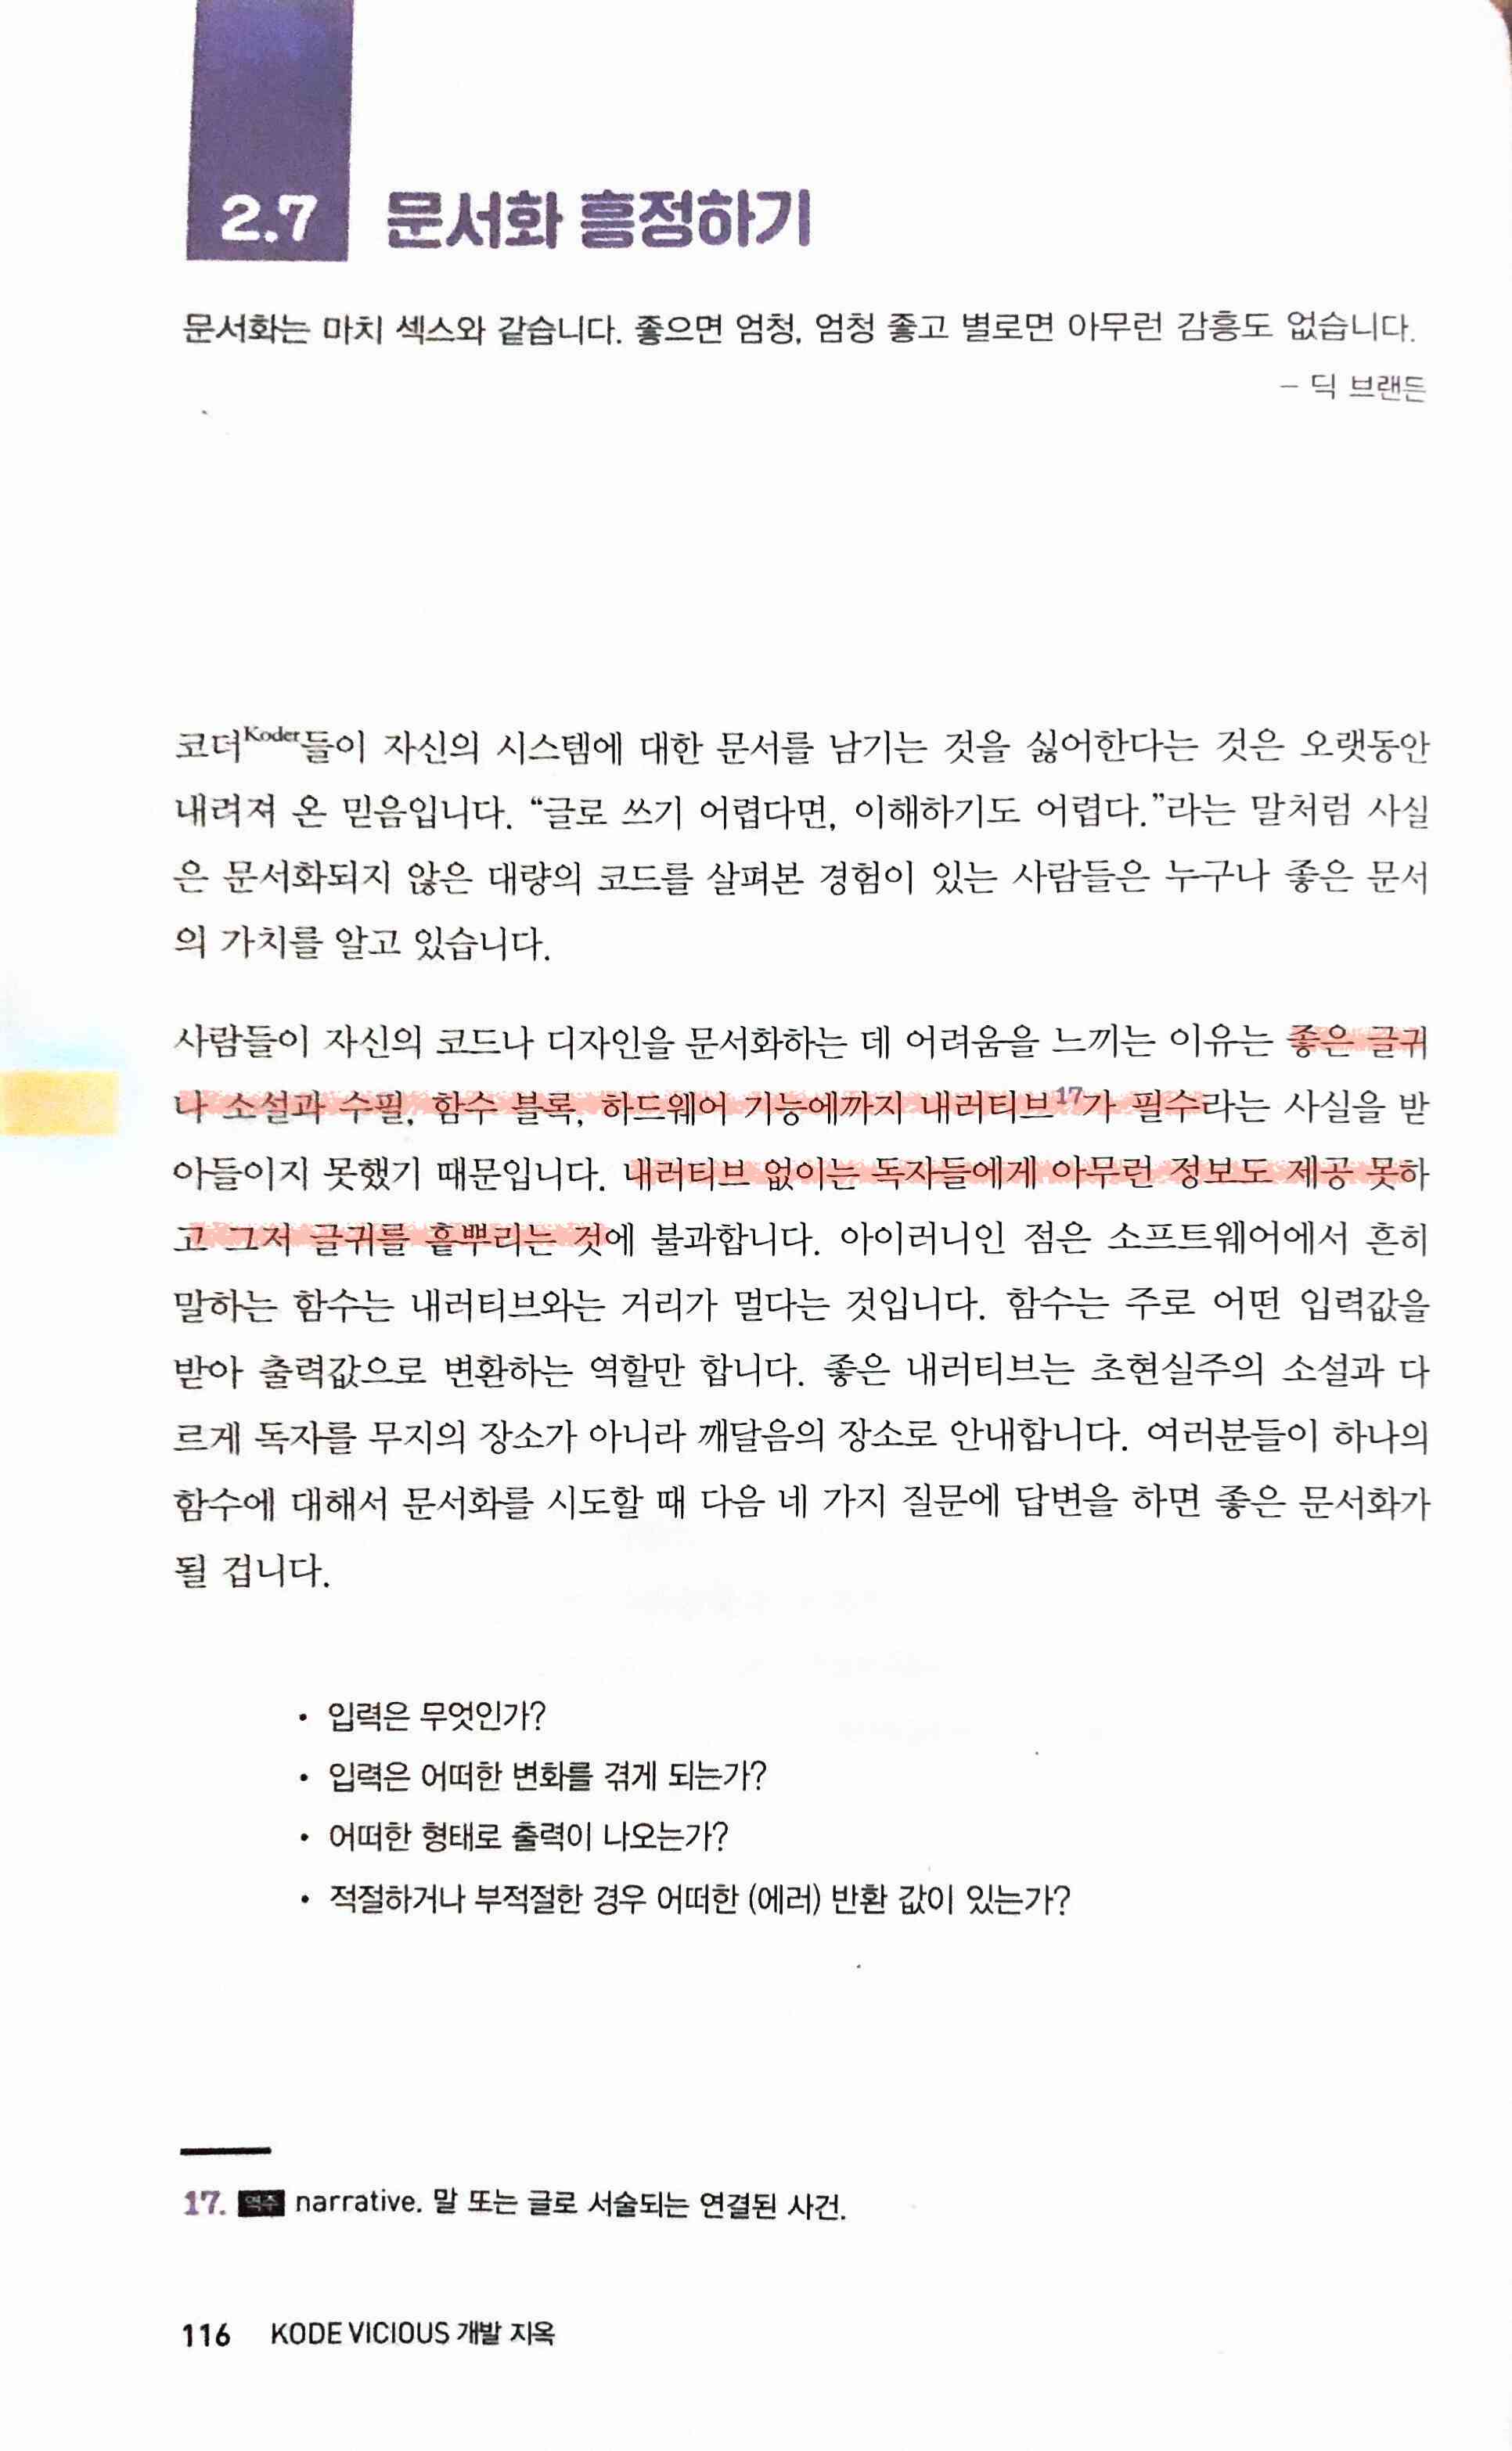 2.7 문서화 흥정하기
문서화는 마치 섹스와 같습니다. 좋으면 엄청, 엄청 좋고 별로면 아무런 감흥도 없습니다.
– 딕 브랜든
코더Koder들이 자신의 시스템에 대한 문서를 남기는 것을 싫어한다는 것은 오랫동안
내려져 온 믿음입니다. “글로 쓰기 어렵다면, 이해하기도 어렵다.”라는 말처럼 사실
은 문서화되지 않은 대량의 코드를 살펴본 경험이 있는 사람들은 누구나 좋은 문서
의 가치를 알고 있습니다.
사람들이 자신의 코드나 디자인을 문서화하는 데 어려움을 느끼는 이유는 좋은 글귀
나 소설과 수필, 함수 블록, 하드웨어 기능에까지 내러티브17가 필수라는 사실을 받
아들이지 못했기 때문입니다. 내러티브 없이는 독자들에게 아무런 정보도 제공 못하
고 그저 글귀를 흩뿌리는 것에 불과합니다. 아이러니인 점은 소프트웨어에서 흔히
말하는 함수는 내러티브와는 거리가 멀다는 것입니다. 함수는 주로 어떤 입력값을
받아 출력값으로 변환하는 역할만 합니다. 좋은 내러티브는 초현실주의 소설과 다
르게 독자를 무지의 장소가 아니라 깨달음의 장소로 안내합니다. 여러분들이 하나의
함수에 대해서 문서화를 시도할 때 다음 네 가지 질문에 답변을 하면 좋은 문서화가
될 겁니다.
• 입력은 무엇인가?
• 입력은 어떠한 변화를 겪게 되는가?
• 어떠한 형태로 출력이 나오는가?
• 적절하거나 부적절한 경우 어떠한 (에러) 반환 값이 있는가?
17. 역주 narrative. 말 또는 글로 서술되는 연결된 사건.
116 KODE VICIOUS 개발 지옥